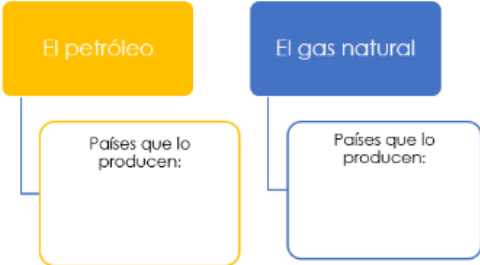 El petróleo
Países que lo
producen:
El gas natural
Países que lo
producen: